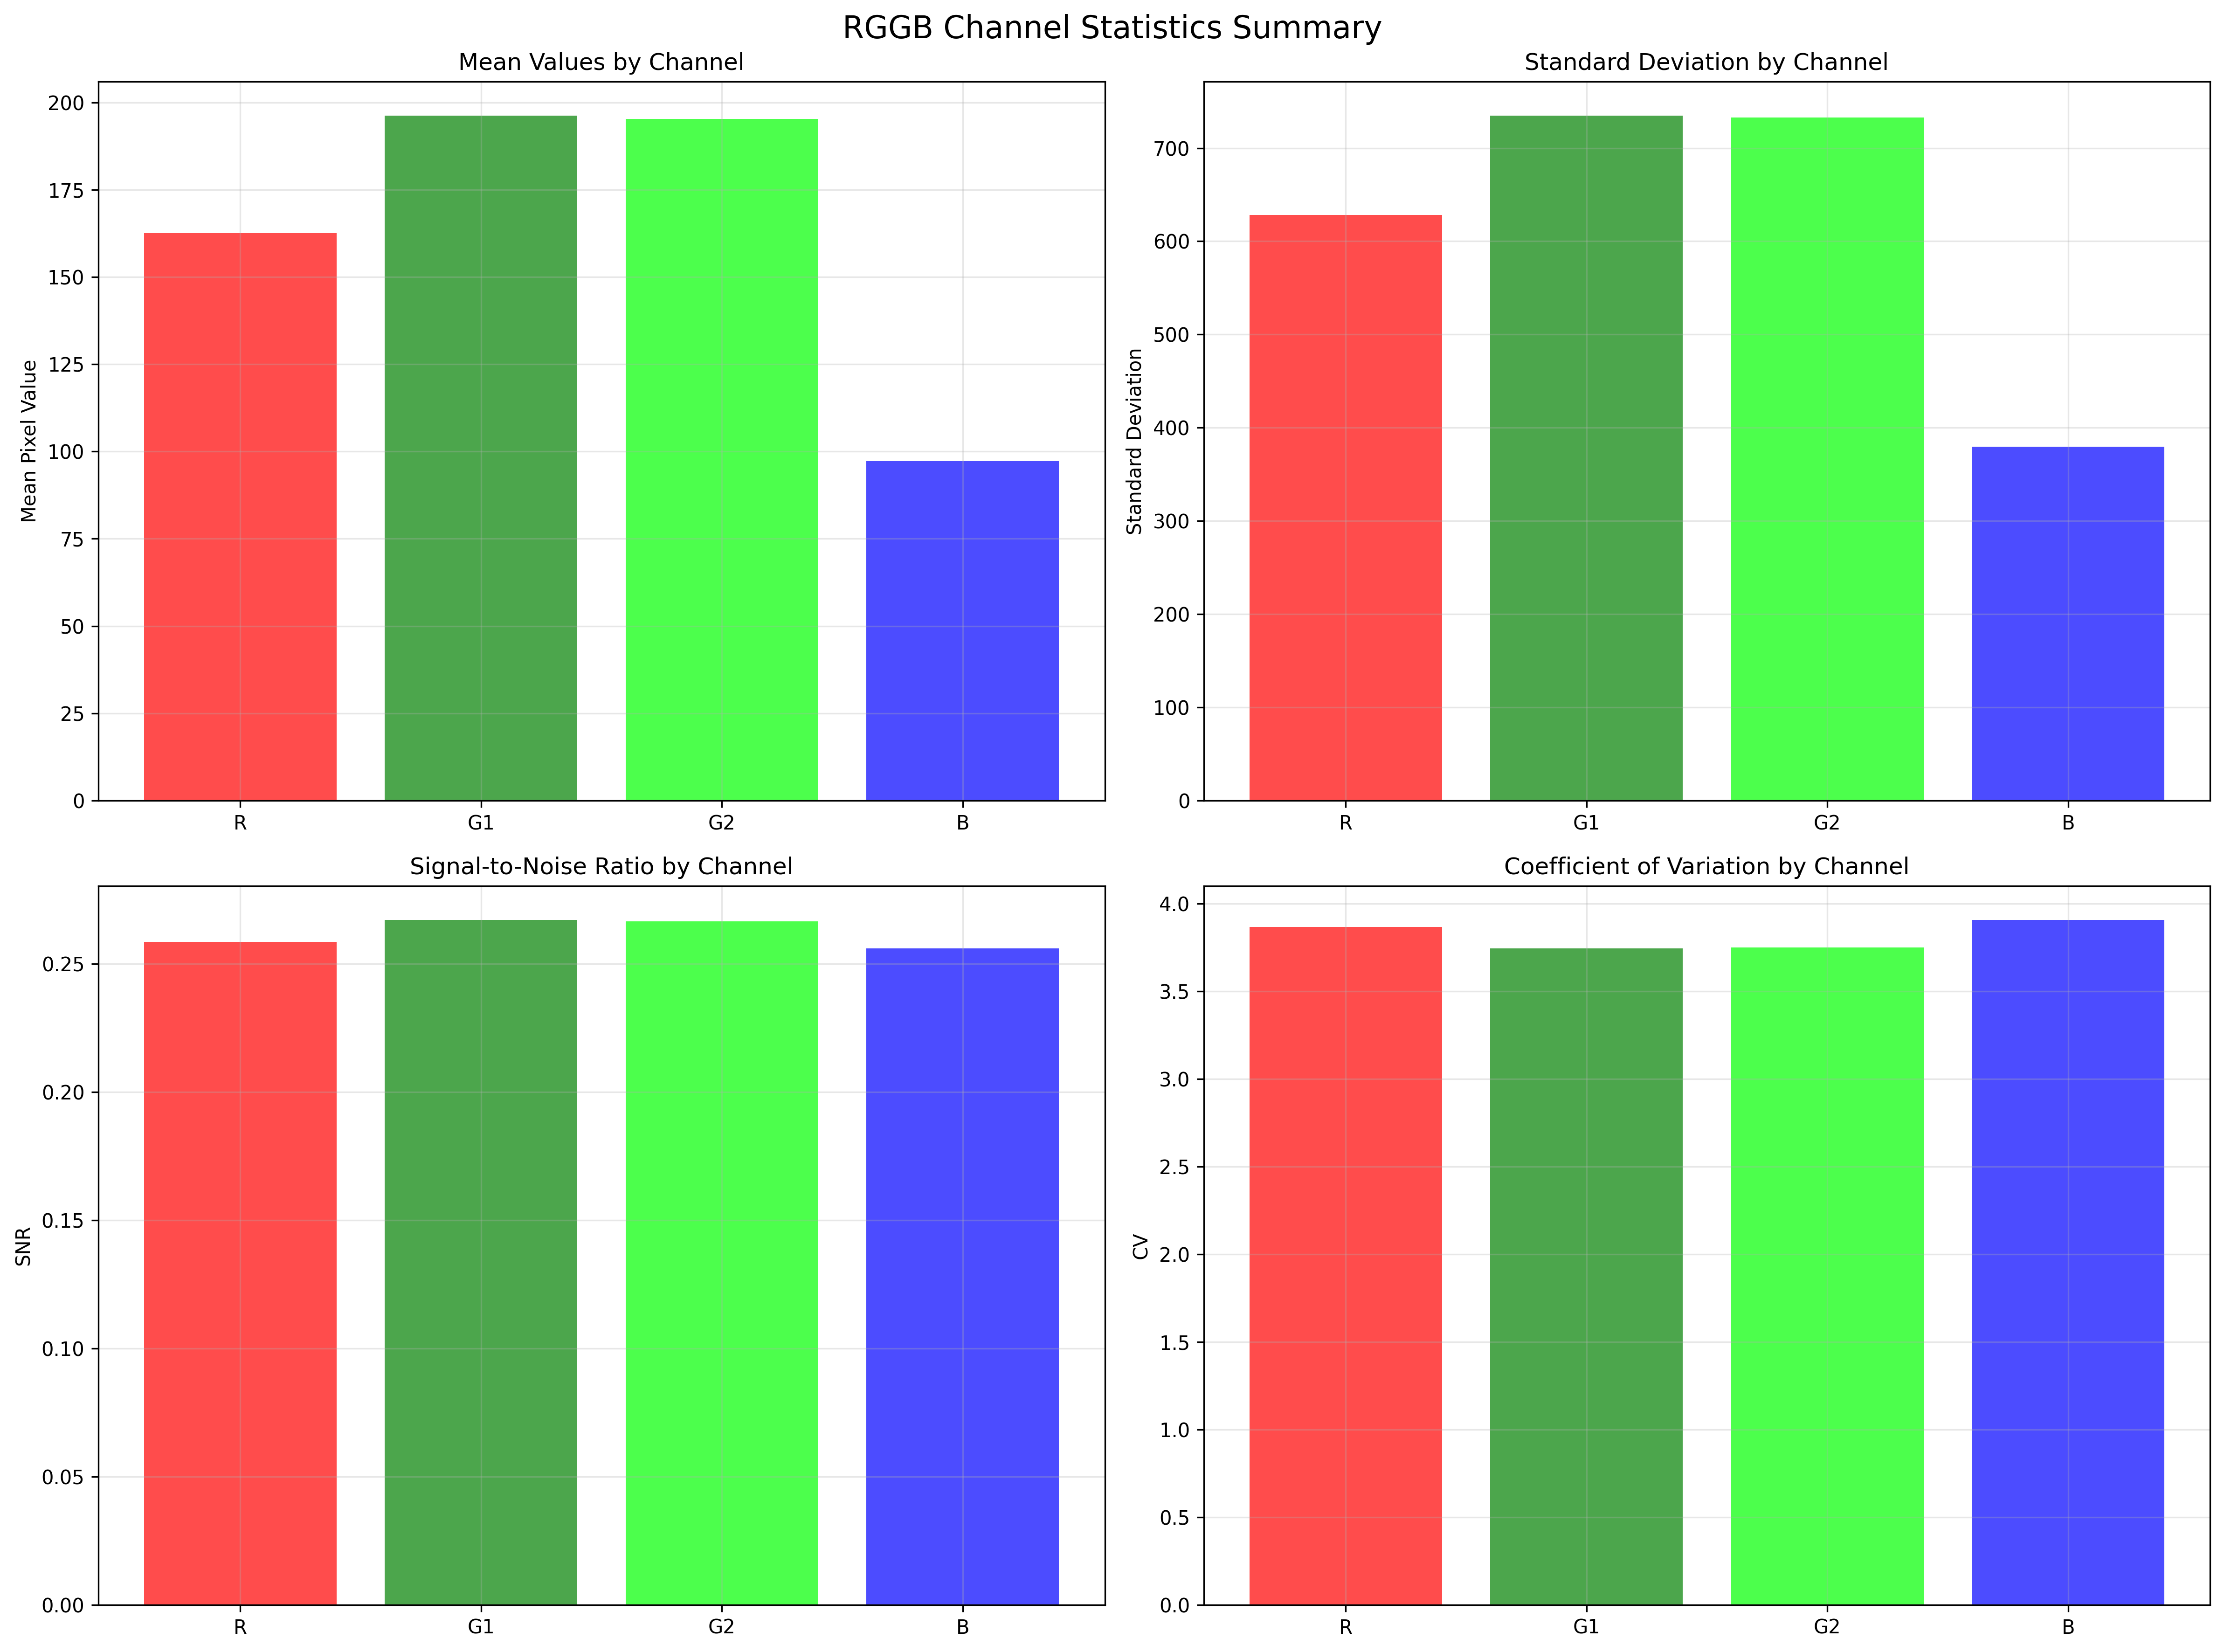 RGGB Channel Statistics Summary
Mean Values by Channel
Mean Pixel Value
200
175
150
125
100
75
50
25
0
R G1 G2 B
Standard Deviation by Channel
Standard Deviation
700
600
500
400
300
200
100
0
R G1 G2 B
Signal-to-Noise Ratio by Channel
SNR
0.25
0.20
0.15
0.10
0.05
0.00
R G1 G2 B
Coefficient of Variation by Channel
CV
4.0
3.5
3.0
2.5
2.0
1.5
1.0
0.5
0.0
R G1 G2 B